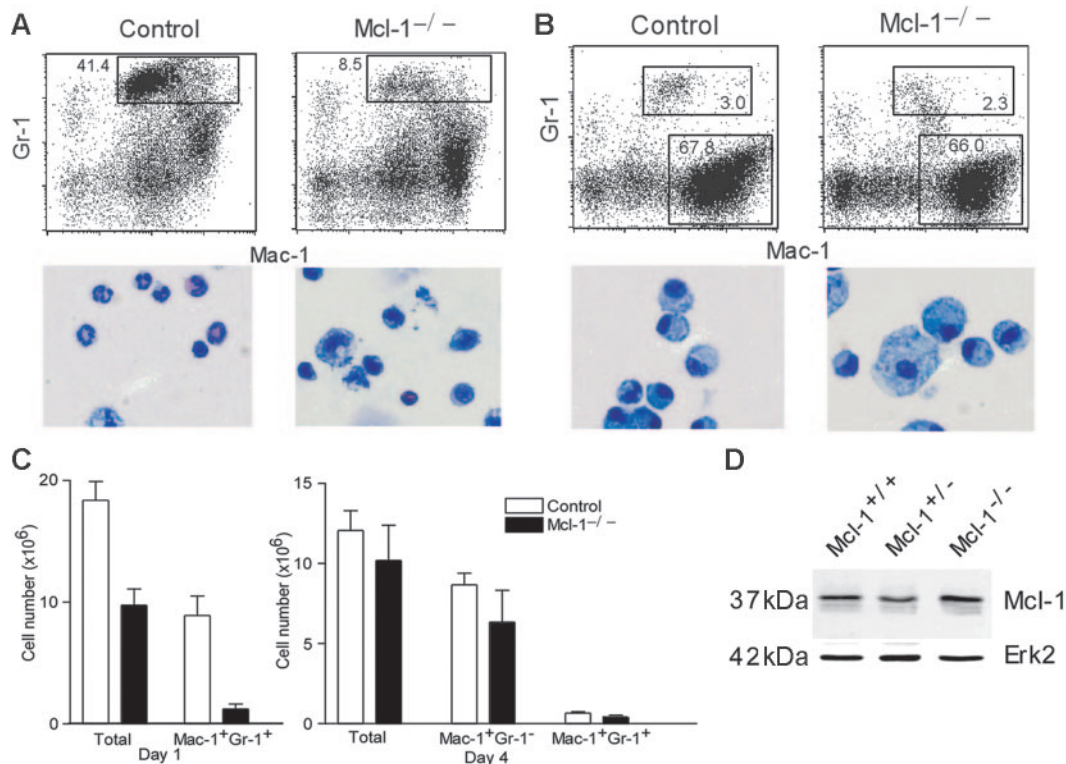 A
Control
Mcl-1−/−
41.4
8.5
Gr-1
B
Control
Mcl-1−/−
3.0
2.3
67.8
66.0
Gr-1
Mac-1
Mac-1
C
20
10
0
Cell number (x10⁶)
Total
Mac-1⁺Gr-1⁺
Day 1
15
10
5
0
Cell number (x10⁶)
Control
Mcl-1−/−
Total
Mac-1⁺Gr-1⁻
Mac-1⁺Gr-1⁺
Day 4
D
Mcl-1+/+
Mcl-1+/-
Mcl-1-/-
37kDa
Mcl-1
42kDa
Erk2